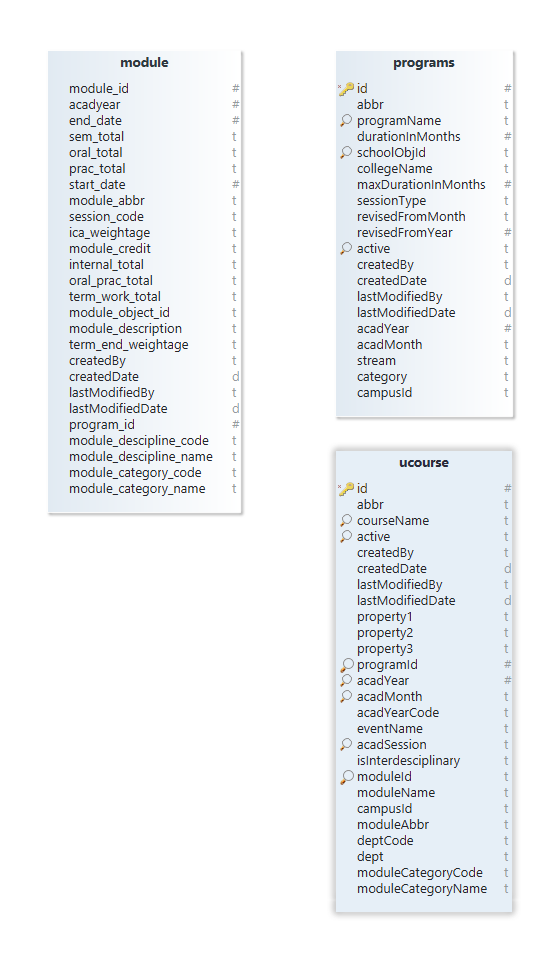 module
module_id #
acadyear #
end_date #
sem_total t
oral_total t
prac_total t
start_date #
module_abbr t
session_code t
ica_weightage t
module_credit t
internal_total t
oral_prac_total t
term_work_total t
module_object_id t
module_description t
term_end_weightage t
createdBy t
createdDate d
lastModifiedBy t
lastModifiedDate d
program_id #
module_descipline_code t
module_descipline_name t
module_category_code t
module_category_name t
programs
id #
abbr t
programName t
durationInMonths #
schoolObjId t
collegeName t
maxDurationInMonths #
sessionType t
revisedFromMonth t
revisedFromYear #
active t
createdBy t
createdDate d
lastModifiedBy t
lastModifiedDate d
acadYear #
acadMonth t
stream t
category t
campusId t
ucourse
id #
abbr t
courseName t
active t
createdBy t
createdDate d
lastModifiedBy t
lastModifiedDate d
property1 t
property2 t
property3 t
programId #
acadYear #
acadMonth t
acadYearCode t
eventName t
acadSession t
isInterdesciplinary t
moduleId t
moduleName t
campusId t
moduleAbbr t
deptCode t
dept t
moduleCategoryCode t
moduleCategoryName t